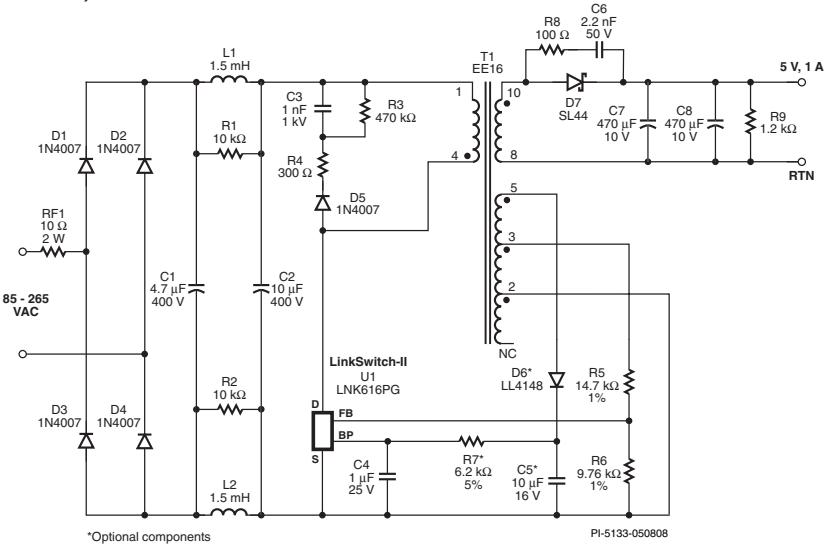 R8
100 Ω
C6
2.2 nF
50 V
L1
1.5 mH
T1
EE16
5 V, 1 A
1
10
C3
1 nF
1 kV
R3
470 kΩ
D7
SL44
C7
470 µF
10 V
C8
470 µF
10 V
R9
1.2 kΩ
D1
1N4007
D2
1N4007
R1
10 kΩ
4
8
RTN
R4
300 Ω
D5
1N4007
5
RF1
10 Ω
2 W
3
85 - 265
VAC
C1
4.7 µF
400 V
C2
10 µF
400 V
2
NC
LinkSwitch-II
U1
LNK616PG
D6*
LL4148
R5
14.7 kΩ
1%
R2
10 kΩ
D
FB
BP
S
D3
1N4007
D4
1N4007
R7*
6.2 kΩ
5%
C4
1 µF
25 V
C5*
10 µF
16 V
R6
9.76 kΩ
1%
L2
1.5 mH
*Optional components
PI-5133-050808